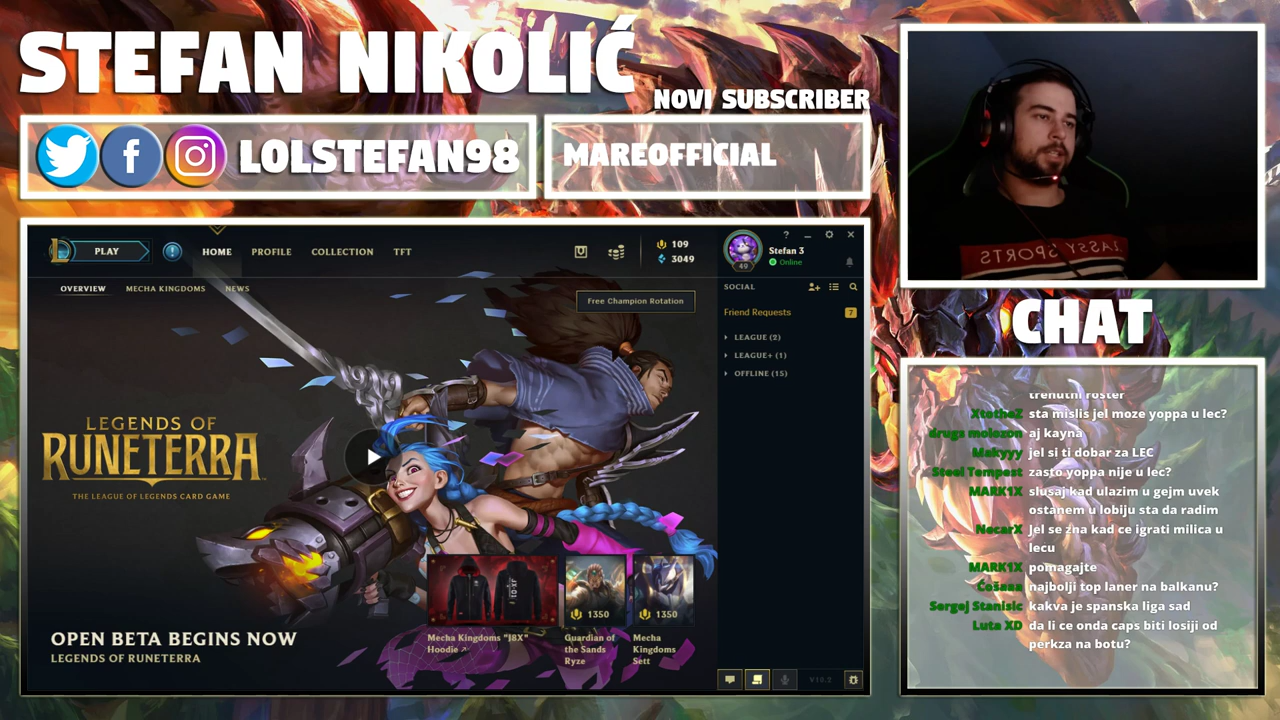 STEFAN NIKOLIĆ
NOVI SUBSCRIBER
f
LOLSTEFAN98
MAREOFFICIAL
PLAY
HOME
PROFILE
COLLECTION
TFT
109
3049
49
Stefan 3
Online
OVERVIEW
MECHA KINGDOMS
NEWS
Free Champion Rotation
SOCIAL
Friend Requests
7
LEAGUE (2)
LEAGUE+ (1)
OFFLINE (15)
LEGENDS OF
RUNETERRA
THE LEAGUE OF LEGENDS CARD GAME
1350
1350
Mecha Kingdoms "J8X"
Hoodie
Guardian of
the Sands
Ryze
Mecha
Kingdoms
Sett
OPEN BETA BEGINS NOW
LEGENDS OF RUNETERRA
V10.2
CHAT
trenutni roster
XtotheZ sta mislis jel moze yoppa u lec?
drugs molozon aj kayna
Makyyy jel si ti dobar za LEC
Steel Tempest zasto yoppa nije u lec?
MARK1X slusaj kad ulazim u gejm uvek
ostanem u lobiju sta da radim
NecarX Jel se zna kad ce igrati milica u
lecu
MARK1X pomagajte
Ćošaaa najbolji top laner na balkanu?
Sergej Stanisic kakva je spanska liga sad
Luta XD da li ce onda caps biti losiji od
perkza na botu?